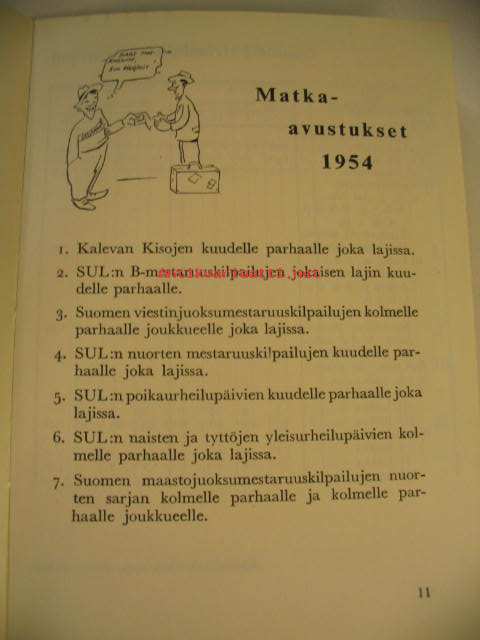 Matka-
avustukset
1954
1. Kalevan Kisojen kuudelle parhaalle joka lajissa.
2. SUL:n B-mestaruuskilpailujen jokaisen lajin kuu-
delle parhaalle.
3. Suomen viestinjuoksumestaruuskilpailujen kolmelle
parhaalle joukkueelle joka lajissa.
4. SUL:n nuorten mestaruuskilpailujen kuudelle par-
haalle joka lajissa.
5. SUL:n poikaurheilupäivien kuudelle parhaalle joka
lajissa.
6. SUL:n naisten ja tyttöjen yleisurheilupäivien kol-
melle parhaalle joka lajissa.
7. Suomen maastojuoksumestaruuskilpailujen nuor-
ten sarjan kolmelle parhaalle ja kolmelle par-
haalle joukkueelle.
11